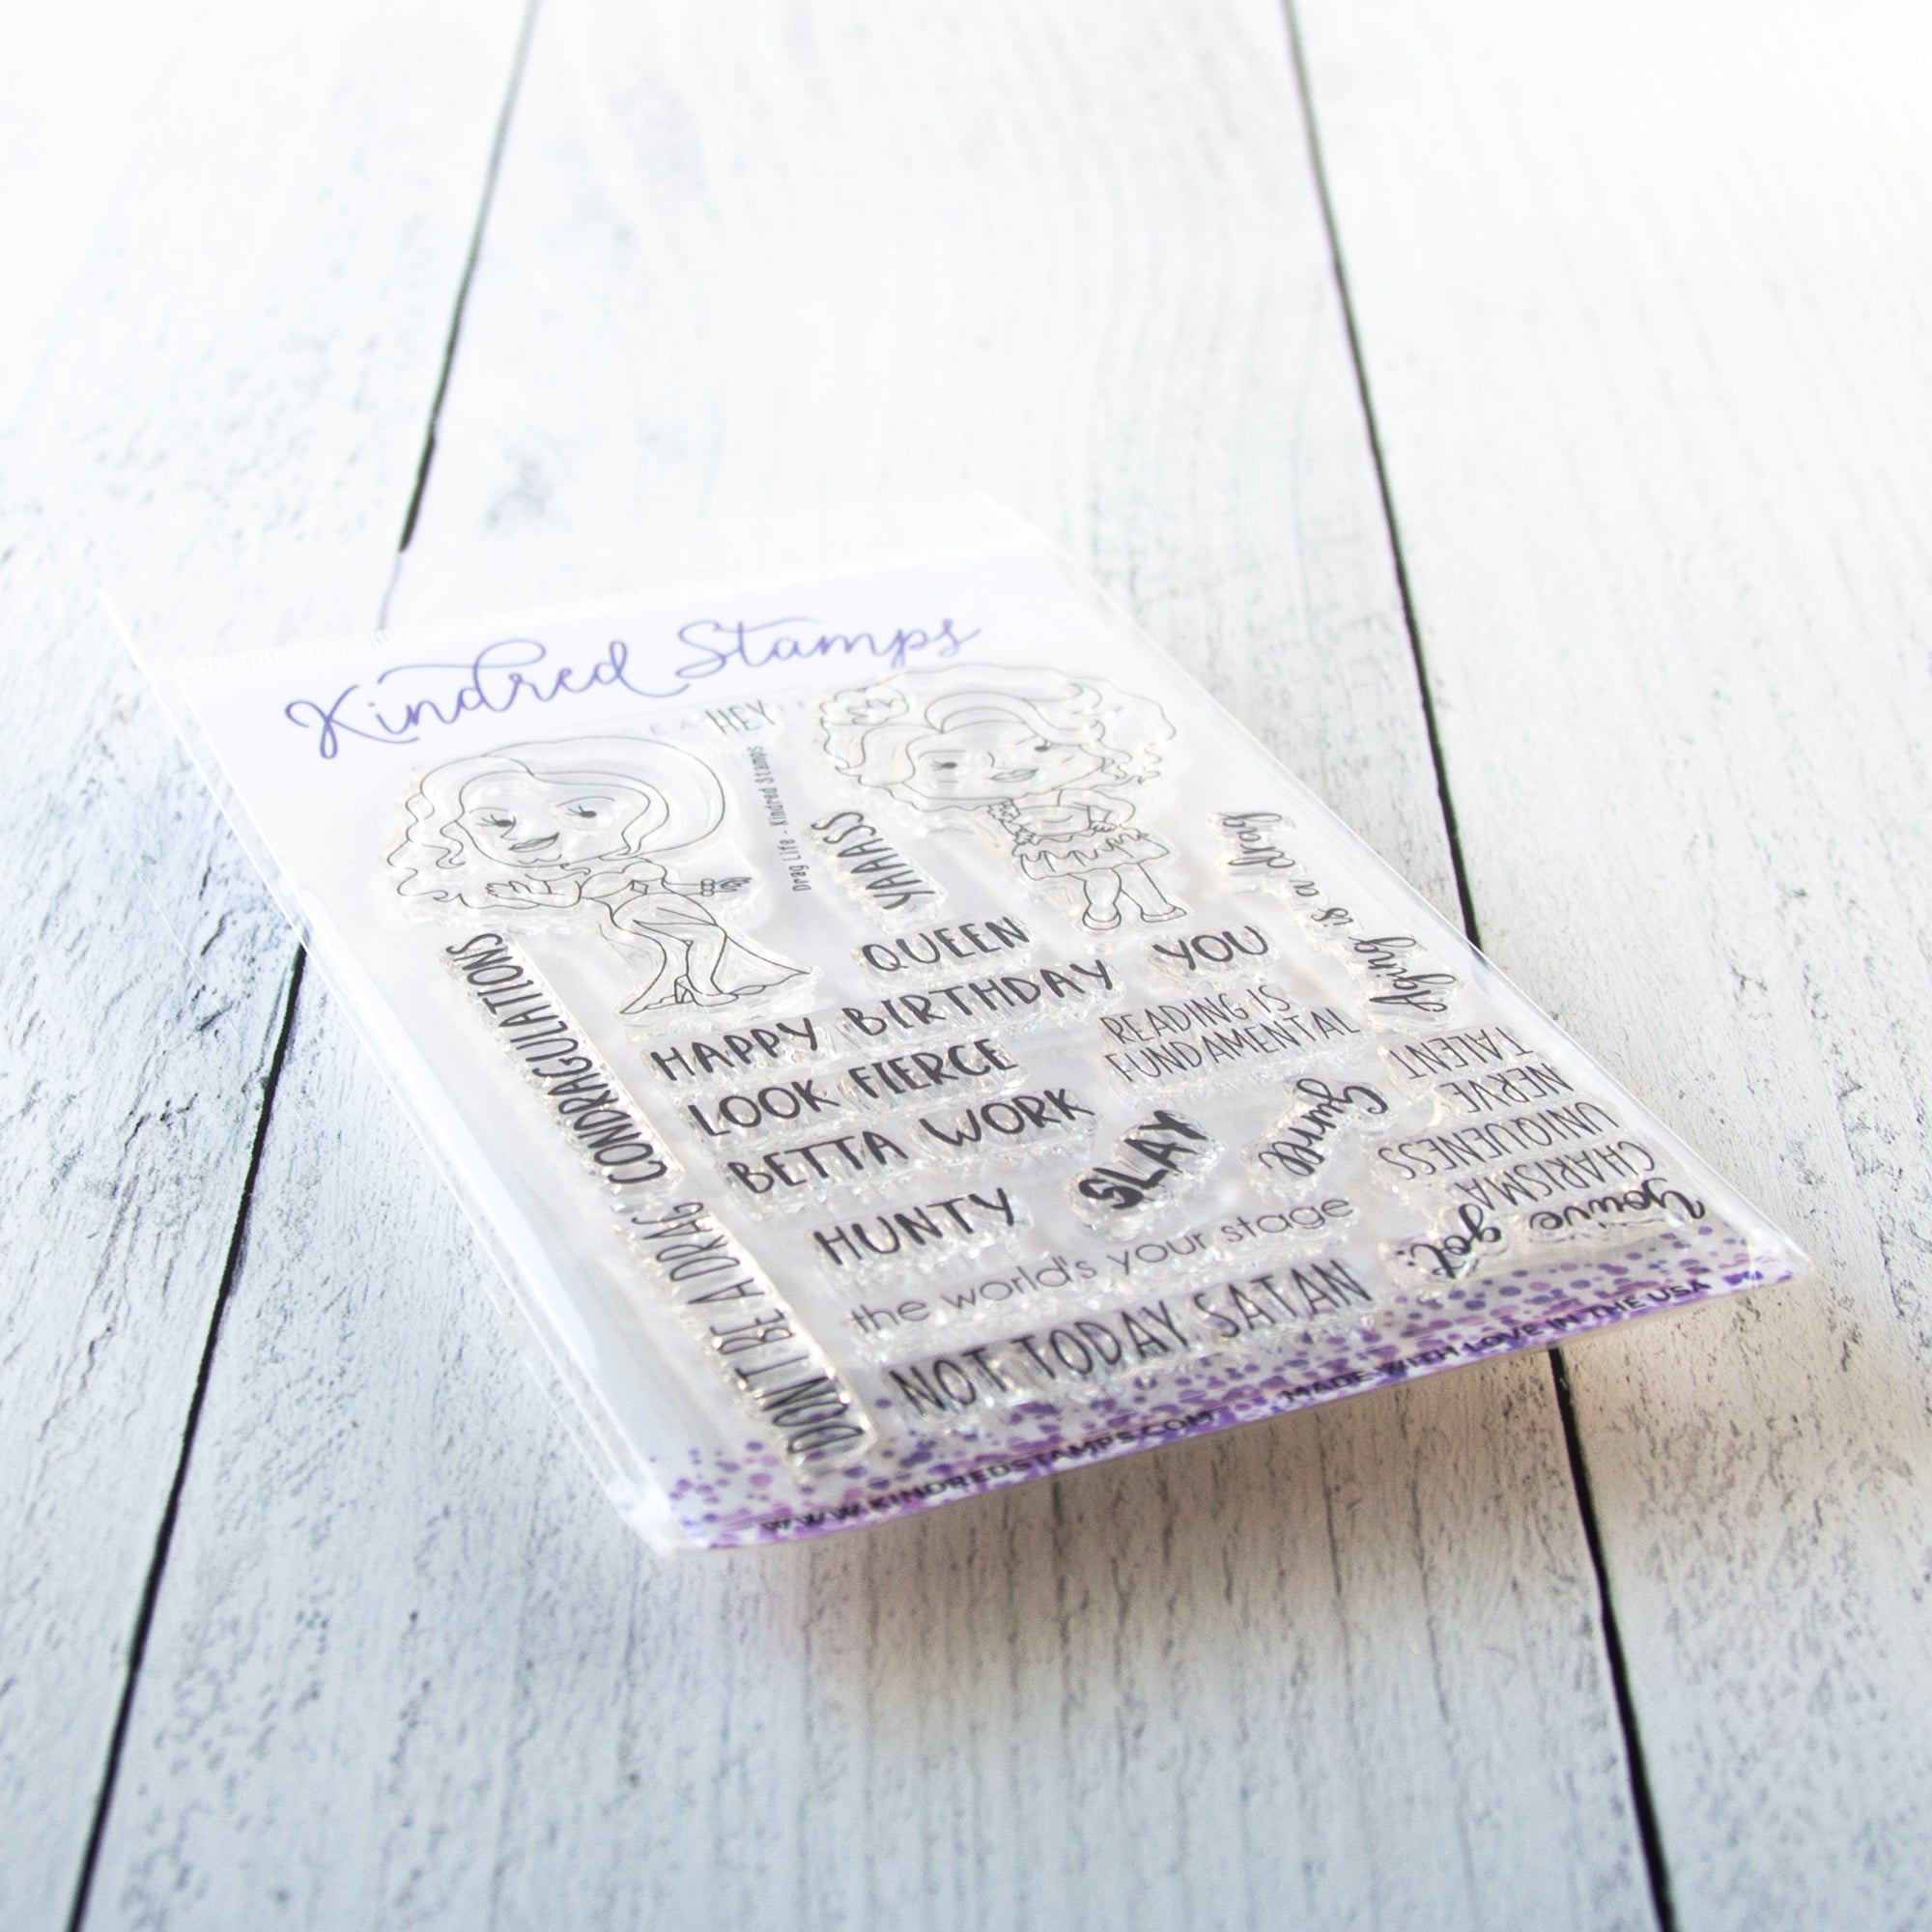 Kindred Stamps
HEY
Drag Life - Kindred Stamps
YAAASS
QUEEN
YOU
Aging is a drag
HAPPY BIRTHDAY
READING IS
FUNDAMENTAL
CONDRAGULATIONS
LOOK FIERCE
BETTA WORK
SLAY
Gurrl
HUNTY
You've got:
CHARISMA
UNIQUENESS
NERVE
TALENT
the world's your stage
DON'T BE A DRAG
NOT TODAY, SATAN
WWW.KINDREDSTAMPS.COM
MADE WITH LOVE IN THE USA